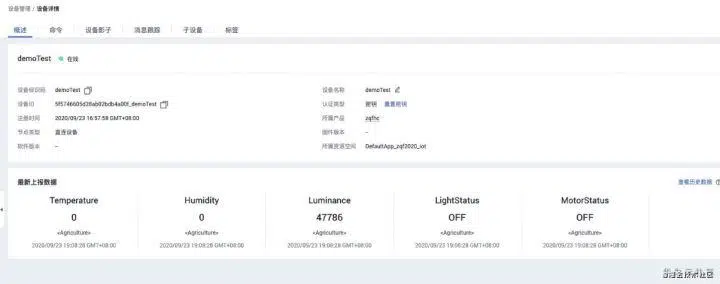 设备管理 / 设备详情
概述 命令 设备影子 消息跟踪 子设备 标签
demoTest 在线
设备标识码 demoTest 设备名称 demoTest
设备ID 5f5746605d28ab02bdb4a00f_demoTest 认证类型 密钥 重置密钥
注册时间 2020/09/23 16:57:58 GMT+08:00 所属产品 zqfhc
节点类型 直连设备 固件版本 --
软件版本 -- 所属资源空间 DefaultApp_zqf2020_iot
最新上报数据 查看历史数据
Temperature Humidity Luminance LightStatus MotorStatus
0 0 47786 OFF OFF
<Agriculture> <Agriculture> <Agriculture> <Agriculture> <Agriculture>
2020/09/23 19:08:28 GMT+08:00 2020/09/23 19:08:28 GMT+08:00 2020/09/23 19:08:28 GMT+08:00 2020/09/23 19:08:28 GMT+08:00 2020/09/23 19:08:28 GMT+08:00